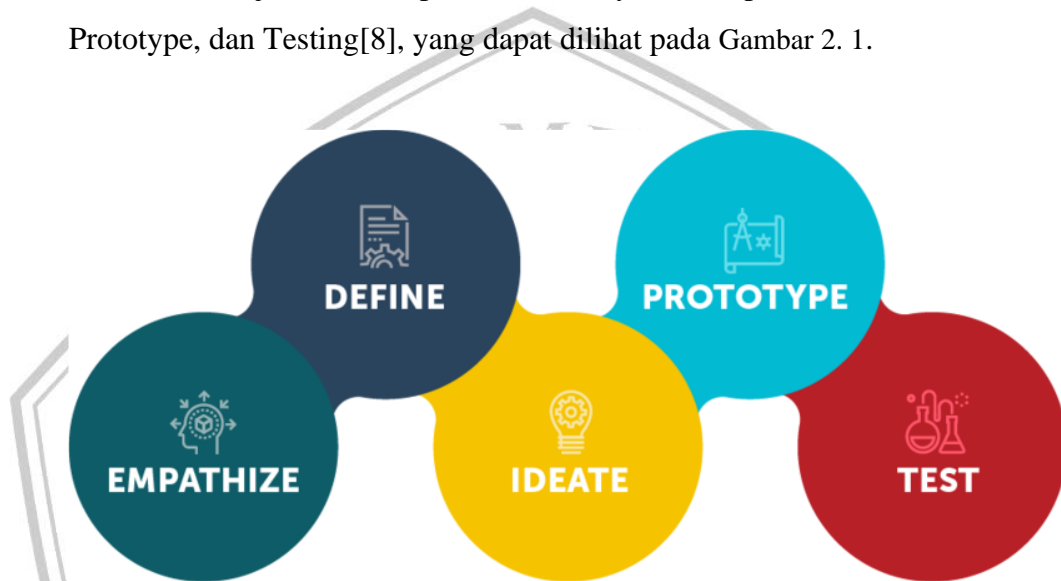 Prototype, dan Testing[8], yang dapat dilihat pada Gambar 2. 1.
DEFINE
PROTOTYPE
EMPATHIZE
IDEATE
TEST